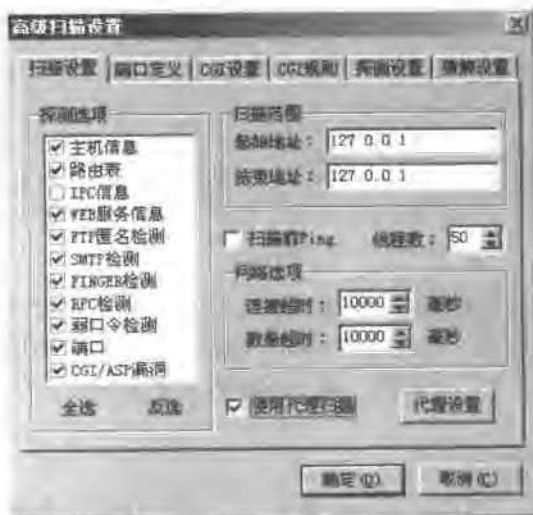 高级扫描设置
扫描设置 端口定义 CGI设置 CGI规则 探测设置 猜解设置
探测选项
主机信息
路由表
IPC信息
WEB服务信息
FTP匿名检测
SMTP检测
FINGER检测
RPC检测
弱口令检测
端口
CGI/ASP漏洞
全选 反选
扫描范围
起始地址： 127.0.0.1
结束地址： 127.0.0.1
扫描前Ping 线程数： 50
网络选项
连接超时： 10000 毫秒
数据超时： 10000 毫秒
使用代理扫描 代理设置
确定(O) 取消(C)